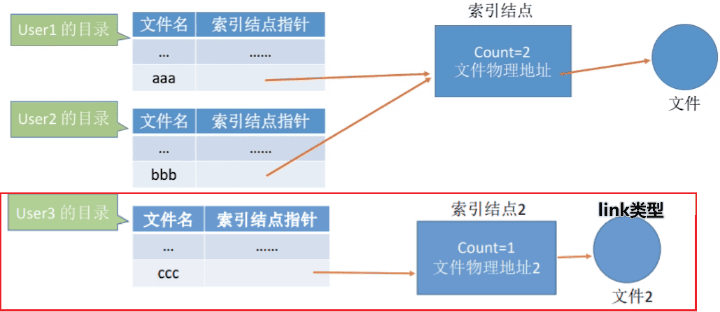 索引结点
User1 的目录
文件名 索引结点指针
... ......
aaa
Count=2
文件物理地址
文件
User2 的目录
文件名 索引结点指针
... ......
bbb
User3 的目录
文件名 索引结点指针
... ......
ccc
索引结点2
Count=1
文件物理地址2
link类型
文件2